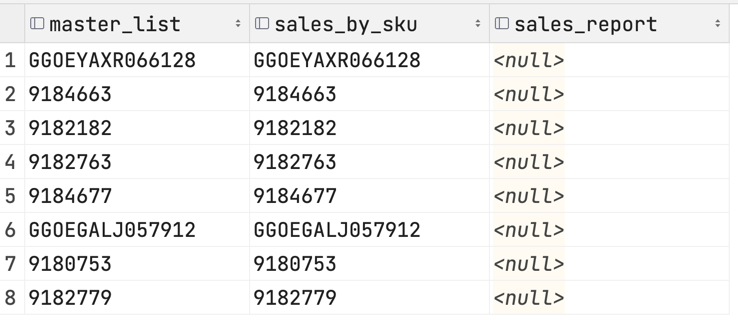 master_list sales_by_sku sales_report
1 GGOEYAXR066128 GGOEYAXR066128 <null>
2 9184663 9184663 <null>
3 9182182 9182182 <null>
4 9182763 9182763 <null>
5 9184677 9184677 <null>
6 GGOEGALJ057912 GGOEGALJ057912 <null>
7 9180753 9180753 <null>
8 9182779 9182779 <null>